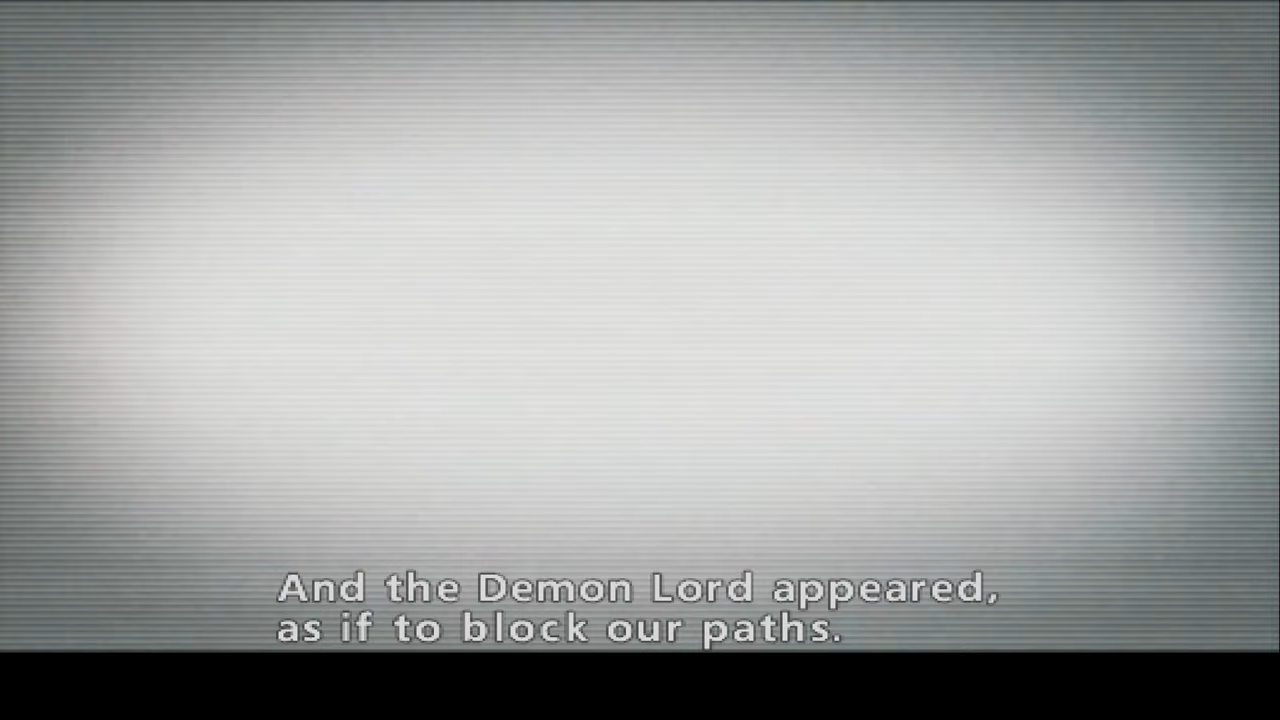 And the Demon Lord appeared,
as if to block our paths.